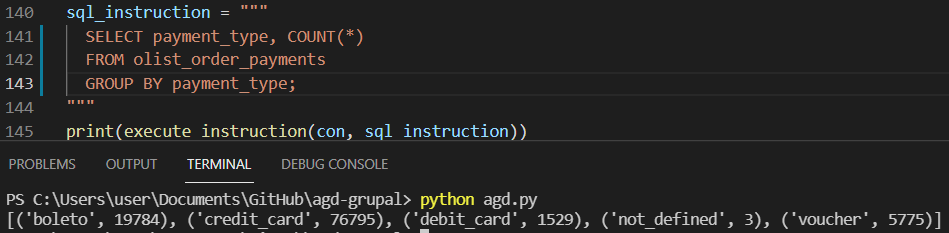 140 sql_instruction = """
141 SELECT payment_type, COUNT(*)
142 FROM olist_order_payments
143 GROUP BY payment_type;
144 """
145 print(execute_instruction(con, sql_instruction))
PROBLEMS OUTPUT TERMINAL DEBUG CONSOLE
PS C:\Users\user\Documents\GitHub\agd-grupal> python agd.py
[('boleto', 19784), ('credit_card', 76795), ('debit_card', 1529), ('not_defined', 3), ('voucher', 5775)]